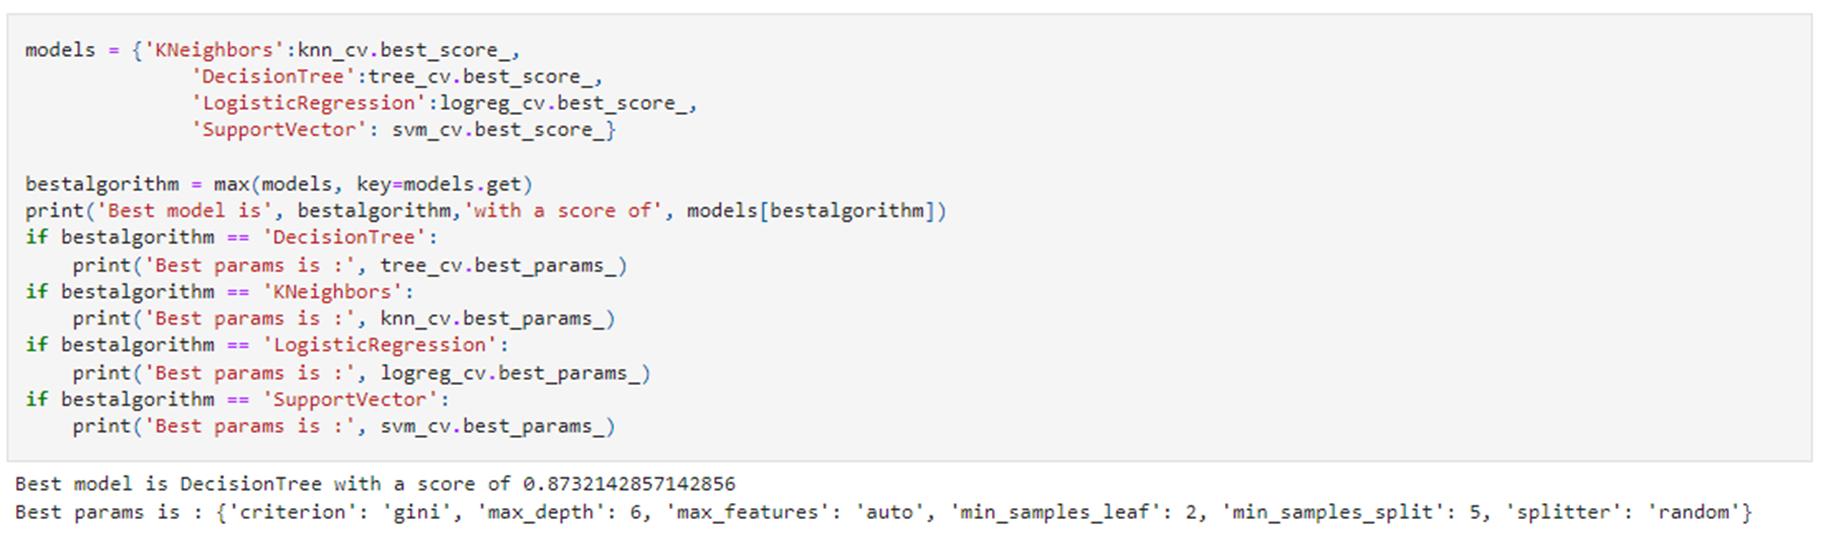 models = {'KNeighbors':knn_cv.best_score_,
              'DecisionTree':tree_cv.best_score_,
              'LogisticRegression':logreg_cv.best_score_,
              'SupportVector': svm_cv.best_score_}

bestalgorithm = max(models, key=models.get)
print('Best model is', bestalgorithm,'with a score of', models[bestalgorithm])
if bestalgorithm == 'DecisionTree':
    print('Best params is :', tree_cv.best_params_)
if bestalgorithm == 'KNeighbors':
    print('Best params is :', knn_cv.best_params_)
if bestalgorithm == 'LogisticRegression':
    print('Best params is :', logreg_cv.best_params_)
if bestalgorithm == 'SupportVector':
    print('Best params is :', svm_cv.best_params_)
Best model is DecisionTree with a score of 0.8732142857142856
Best params is : {'criterion': 'gini', 'max_depth': 6, 'max_features': 'auto', 'min_samples_leaf': 2, 'min_samples_split': 5, 'splitter': 'random'}